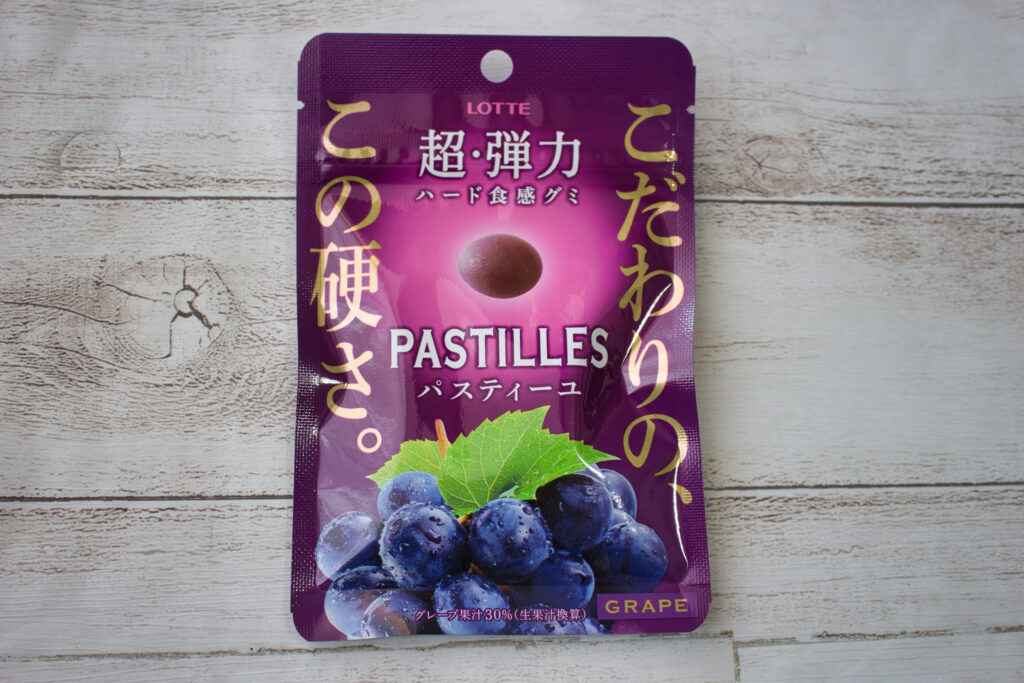 LOTTE
超・弾力
ハード食感グミ
こだわりの、
この硬さ。
PASTILLES
パスティーユ
グレープ果汁30%(生果汁換算)
GRAPE